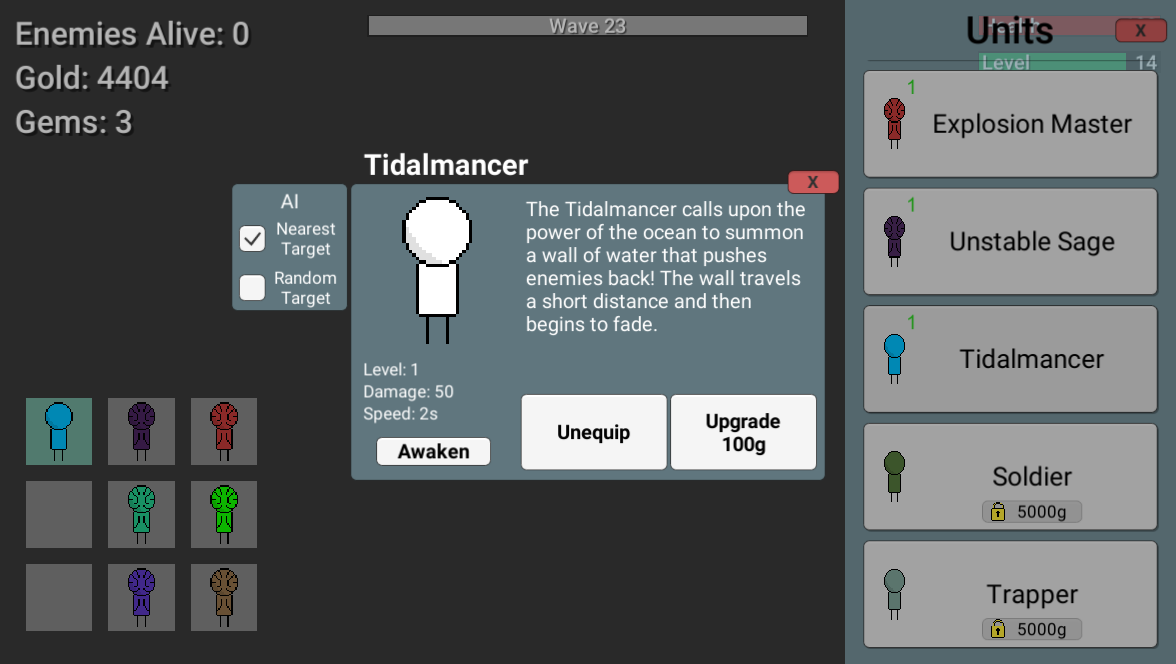 Enemies Alive: 0
Gold: 4404
Gems: 3
Wave 23
Units
X
Health
Level
14
1
Explosion Master
1
Unstable Sage
1
Tidalmancer
Soldier
5000g
Trapper
5000g
Tidalmancer
X
AI
Nearest
Target
Random
Target
The Tidalmancer calls upon the
power of the ocean to summon
a wall of water that pushes
enemies back! The wall travels
a short distance and then
begins to fade.
Level: 1
Damage: 50
Speed: 2s
Awaken
Unequip
Upgrade
100g